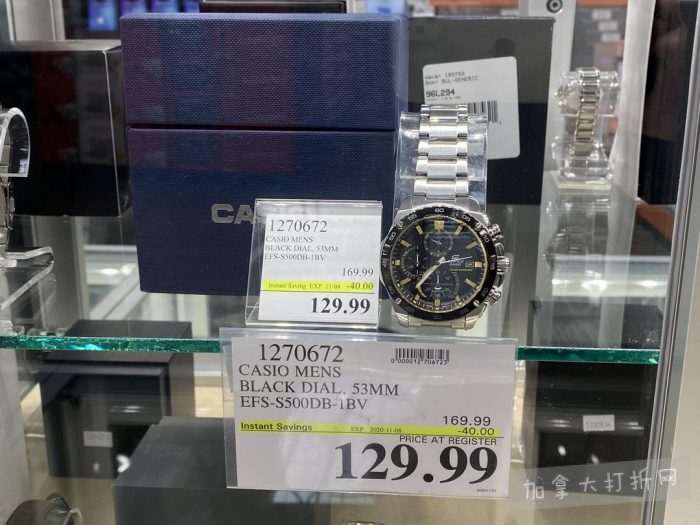 CASIO
96L294
1270672
CASIO MENS
BLACK DIAL, 53MM
EFS-S500DB-1BV
169.99
Instant Saving EXP. 11/08 -40.00
129.99
1270672
CASIO MENS
BLACK DIAL, 53MM
EFS-S500DB-1BV
169.99
Instant Savings EXP. 2020-11-08 -40.00
PRICE AT REGISTER
129.99
加拿大打折网